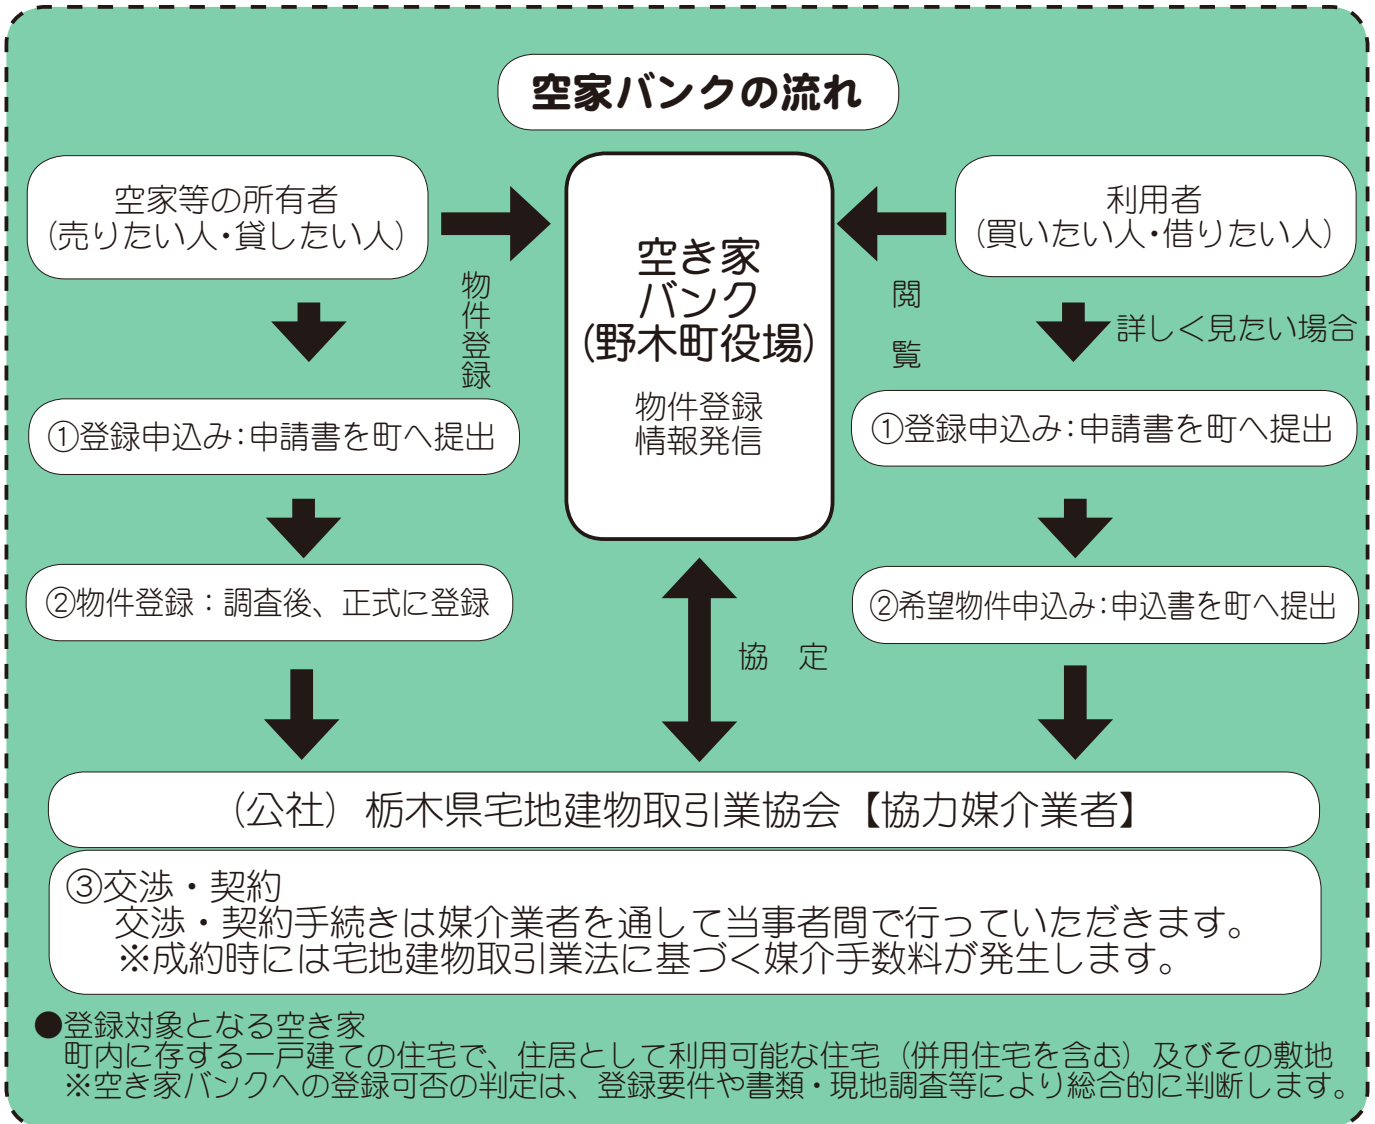 空家バンクの流れ
空家等の所有者
(売りたい人・貸したい人)
物件登録
①登録申込み:申請書を町へ提出
②物件登録：調査後、正式に登録
空き家
バンク
(野木町役場)
物件登録
情報発信
協　定
利用者
(買いたい人・借りたい人)
閲　覧
詳しく見たい場合
①登録申込み:申請書を町へ提出
②希望物件申込み:申込書を町へ提出
（公社）栃木県宅地建物取引業協会【協力媒介業者】
③交渉・契約
交渉・契約手続きは媒介業者を通して当事者間で行っていただきます。
※成約時には宅地建物取引業法に基づく媒介手数料が発生します。
●登録対象となる空き家
町内に存する一戸建ての住宅で、住居として利用可能な住宅（併用住宅を含む）及びその敷地
※空き家バンクへの登録可否の判定は、登録要件や書類・現地調査等により総合的に判断します。